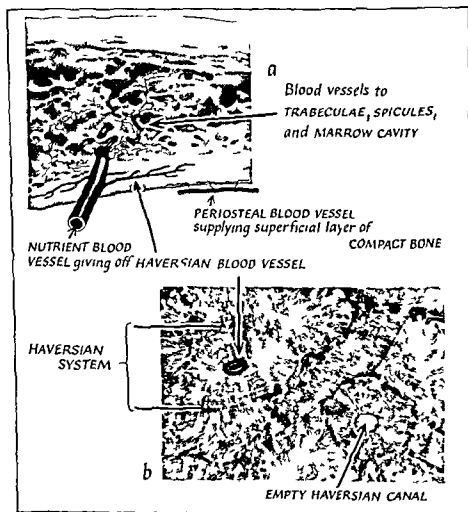 a
Blood vessels to
TRABECULAE, SPICULES,
and MARROW CAVITY
PERIOSTEAL BLOOD VESSEL
supplying superficial layer of
COMPACT BONE
NUTRIENT BLOOD
VESSEL giving off HAVERSIAN BLOOD VESSEL
HAVERSIAN
SYSTEM
b
EMPTY HAVERSIAN CANAL